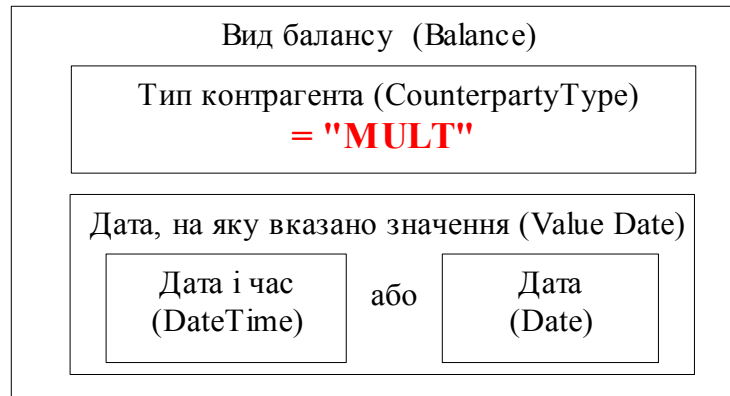 Вид балансу (Balance)
Тип контрагента (CounterpartyType)
= "MULT"
Дата, на яку вказано значення (Value Date)
Дата і час
(DateTime)
або
Дата
(Date)